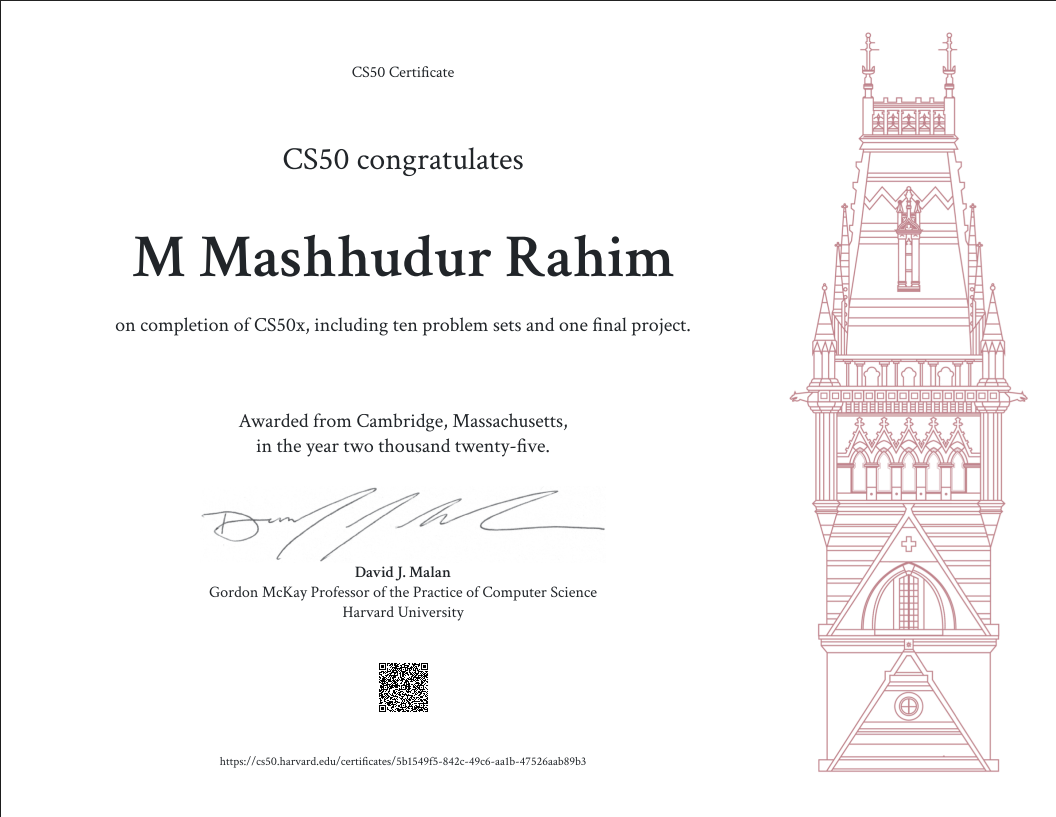 CS50 Certificate
CS50 congratulates
M Mashhudur Rahim
on completion of CS50x, including ten problem sets and one final project.
Awarded from Cambridge, Massachusetts,
in the year two thousand twenty-five.
David J. Malan
Gordon McKay Professor of the Practice of Computer Science
Harvard University
https://cs50.harvard.edu/certificates/5b1549f5-842c-49c6-aa1b-47526aab89b3